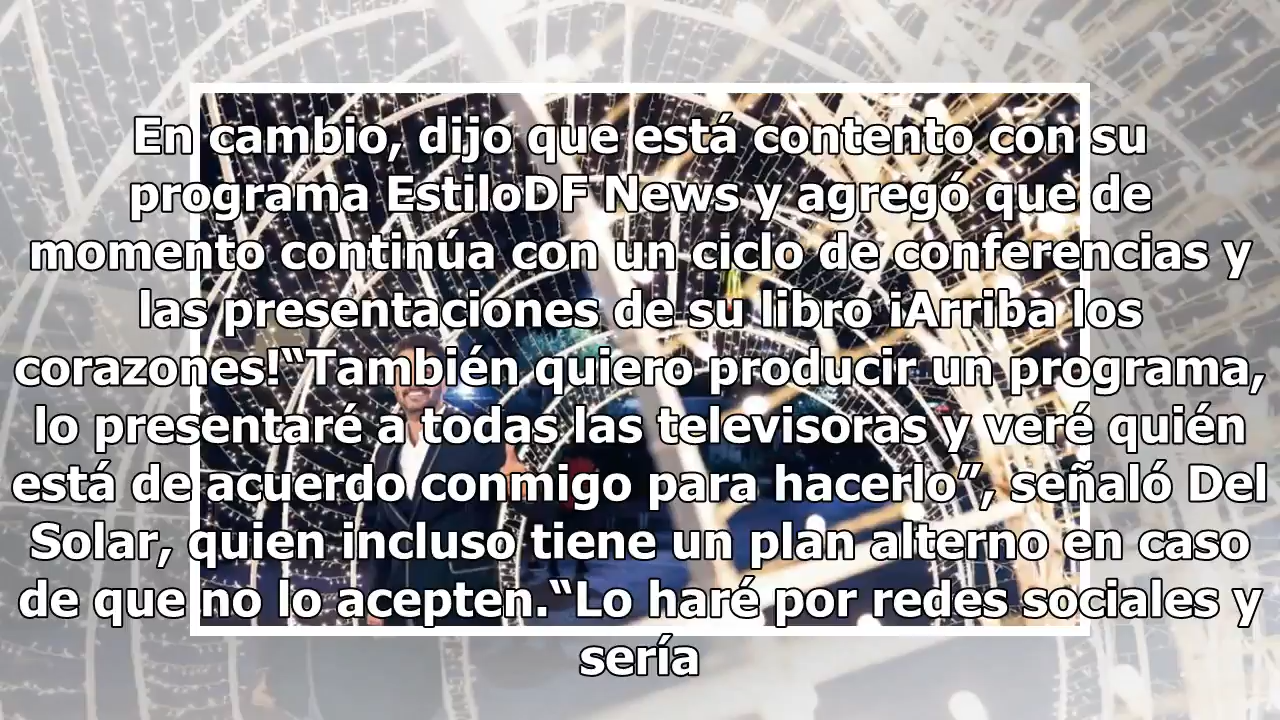 En cambio, dijo que está contento con su
programa EstiloDF News y agregó que de
momento continúa con un ciclo de conferencias y
las presentaciones de su libro ¡Arriba los
corazones!“También quiero producir un programa,
lo presentaré a todas las televisoras y veré quién
está de acuerdo conmigo para hacerlo”, señaló Del
Solar, quien incluso tiene un plan alterno en caso
de que no lo acepten.“Lo haré por redes sociales y
sería